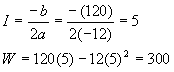 I = -b / 2a = -(120) / 2(-12) = 5
W = 120(5) - 12(5)² = 300